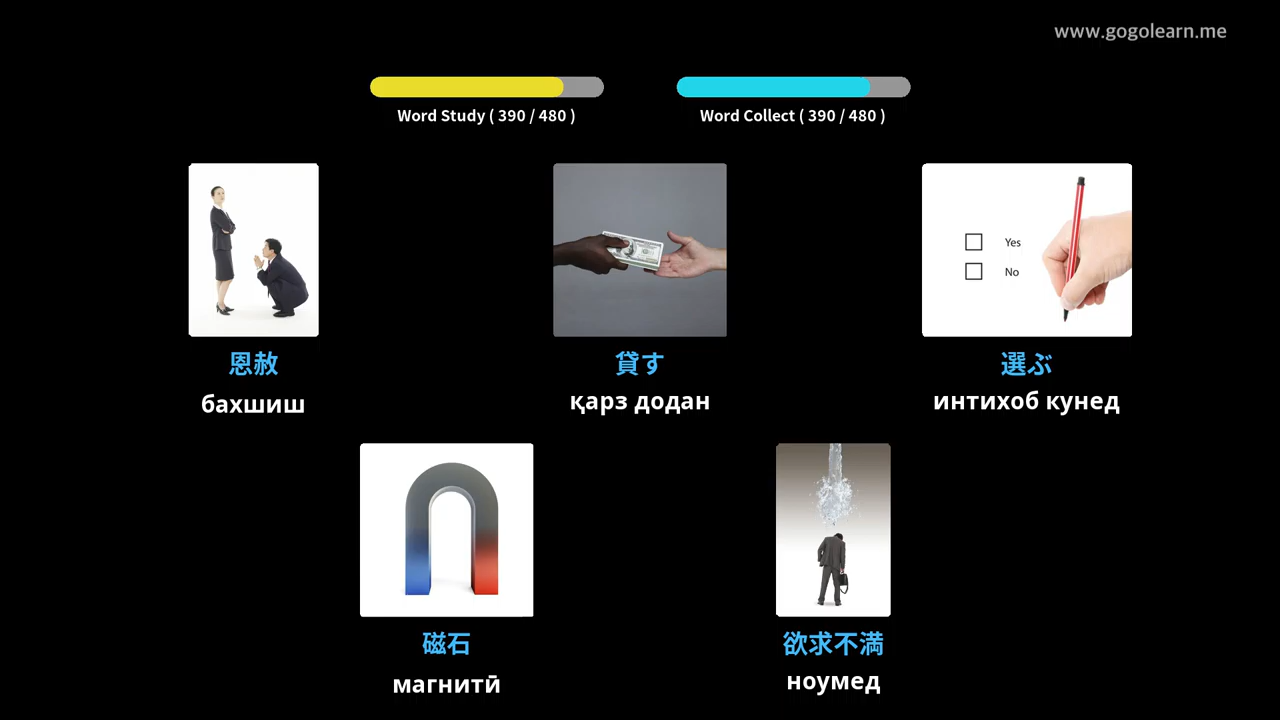 www.gogolearn.me
Word Study ( 390 / 480 )
Word Collect ( 390 / 480 )
Yes
No
恩赦
бахшиш
貸す
қарз додан
選ぶ
интихоб кунед
磁石
магнитӣ
欲求不満
ноумед